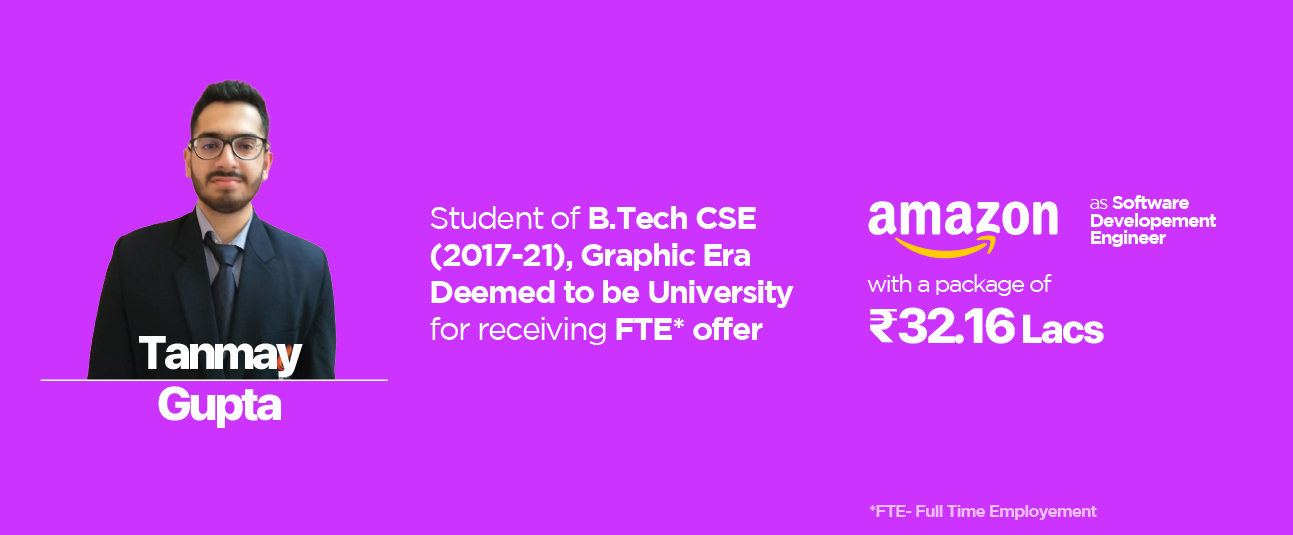 Tanmay
Gupta
Student of B.Tech CSE
(2017-21), Graphic Era
Deemed to be University
for receiving FTE* offer
amazon
as Software
Developement
Engineer
with a package of
₹32.16 Lacs
*FTE- Full Time Employement